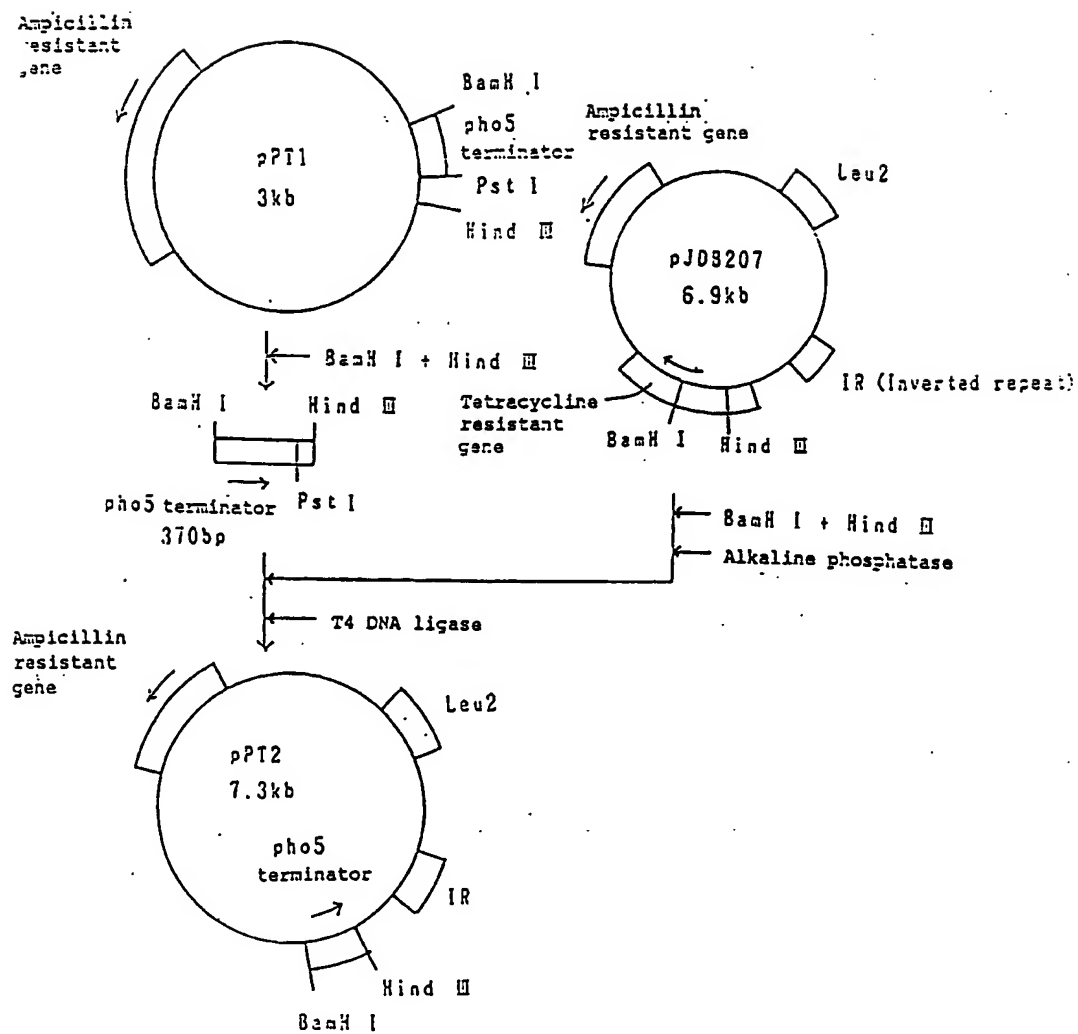 Ampicillin
resistant
gene
BamH I
pho5
terminator
Pst I
Hind Ⅲ
pPT1
3kb
Ampicillin
resistant gene
Leu2
pJDB207
6.9kb
IR (Inverted repeat)
Tetracycline
resistant
gene
BamH I
Hind Ⅲ
BamH I + Hind Ⅲ
BamH I
Hind Ⅲ
Pst I
pho5 terminator
370bp
BamH I + Hind Ⅲ
Alkaline phosphatase
T4 DNA ligase
Ampicillin
resistant
gene
Leu2
pPT2
7.3kb
pho5
terminator
IR
Hind Ⅲ
BamH I